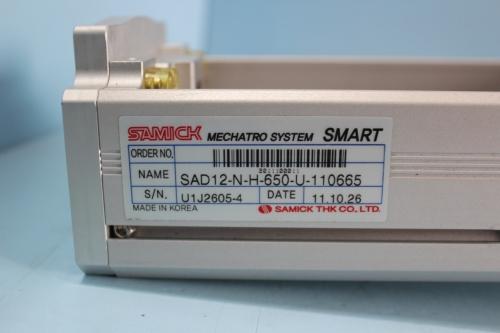 SAMICK MECHATRO SYSTEM SMART
ORDER NO.
NAME SAD12-N-H-650-U-110665
S/N. U1J2605-4 DATE 11.10.26
MADE IN KOREA SAMICK THK CO., LTD.